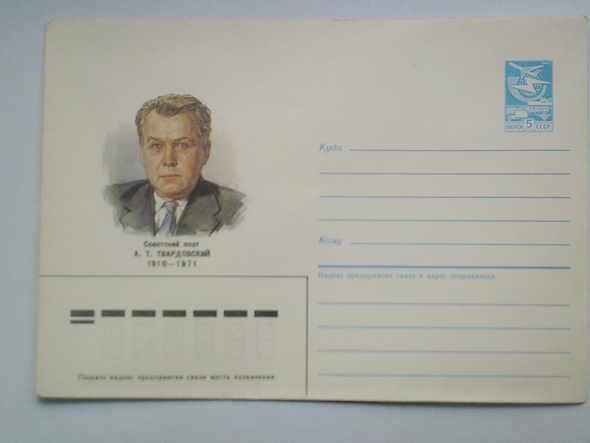 ПОЧТА 5 СССР
Куда
Советский поэт
А. Т. ТВАРДОВСКИЙ
1910—1971
Кому
Индекс предприятия связи и адрес отправителя
Пишите индекс предприятия связи места назначения